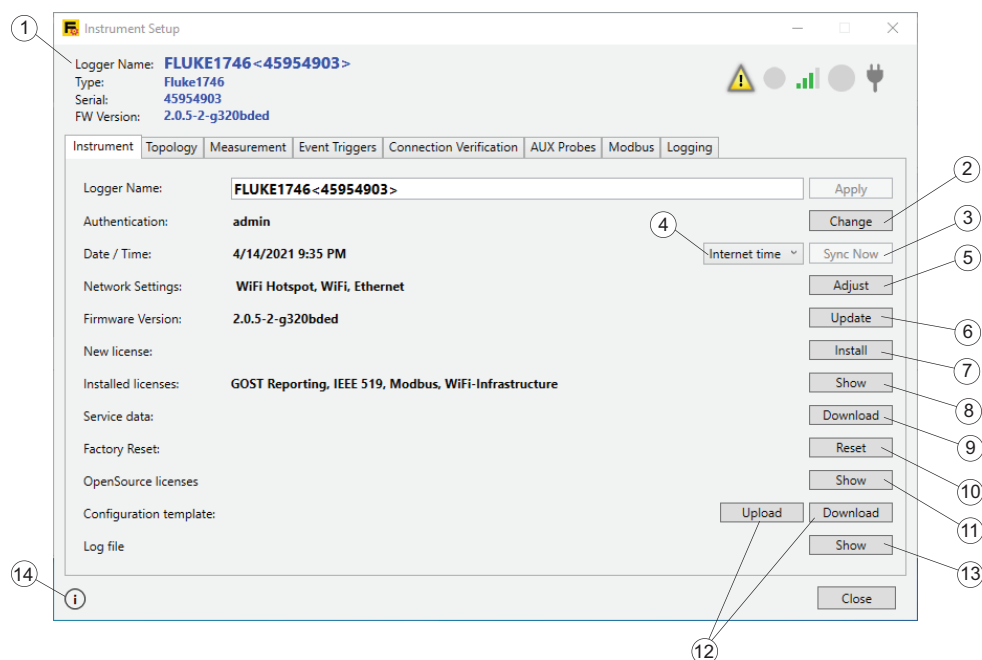 1
Instrument Setup
Logger Name: FLUKE1746<45954903>
Type: Fluke1746
Serial: 45954903
FW Version: 2.0.5-2-g320bded
Instrument Topology Measurement Event Triggers Connection Verification AUX Probes Modbus Logging
Logger Name: FLUKE1746<45954903> Apply
2
Authentication: admin Change
3
4
Date / Time: 4/14/2021 9:35 PM Internet time Sync Now
5
Network Settings: WiFi Hotspot, WiFi, Ethernet Adjust
Firmware Version: 2.0.5-2-g320bded Update
6
New license: Install
7
Installed licenses: GOST Reporting, IEEE 519, Modbus, WiFi-Infrastructure Show
8
Service data: Download
9
Factory Reset: Reset
10
OpenSource licenses Show
11
Configuration template: Upload Download
Log file Show
13
14
i
Close
12